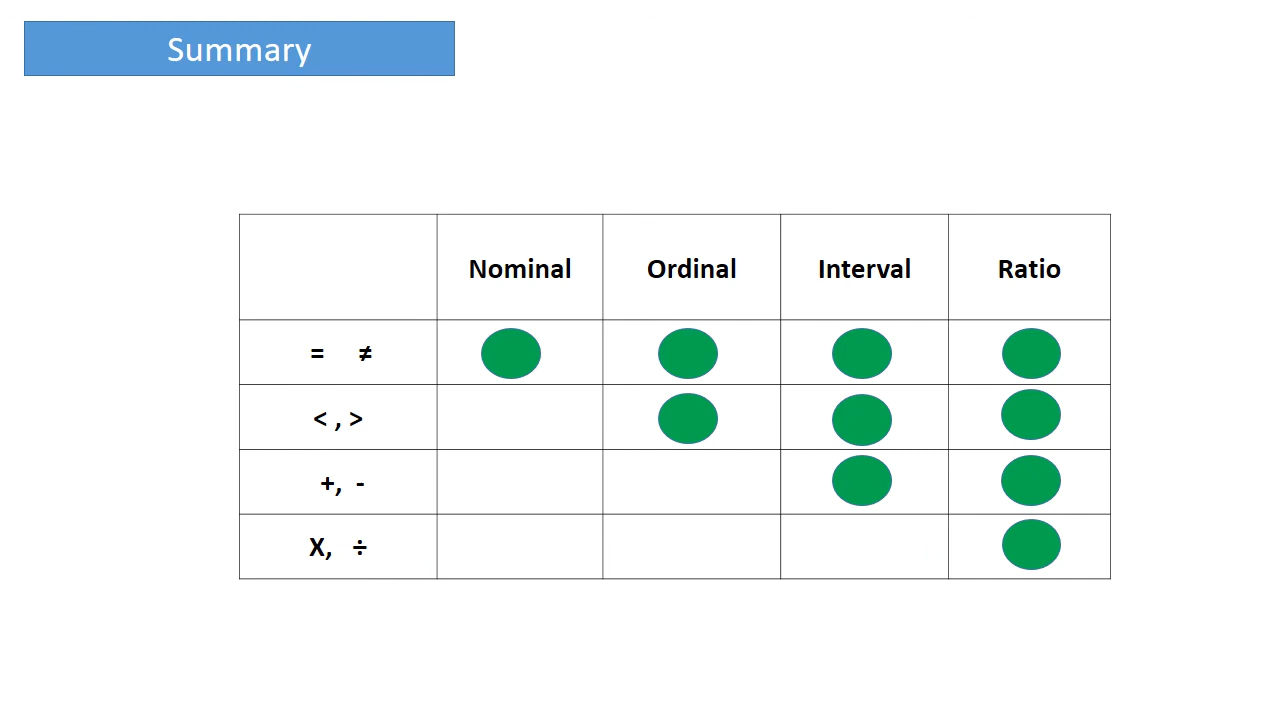 Summary
Nominal Ordinal Interval Ratio
= ≠
< , >
+, -
X, ÷